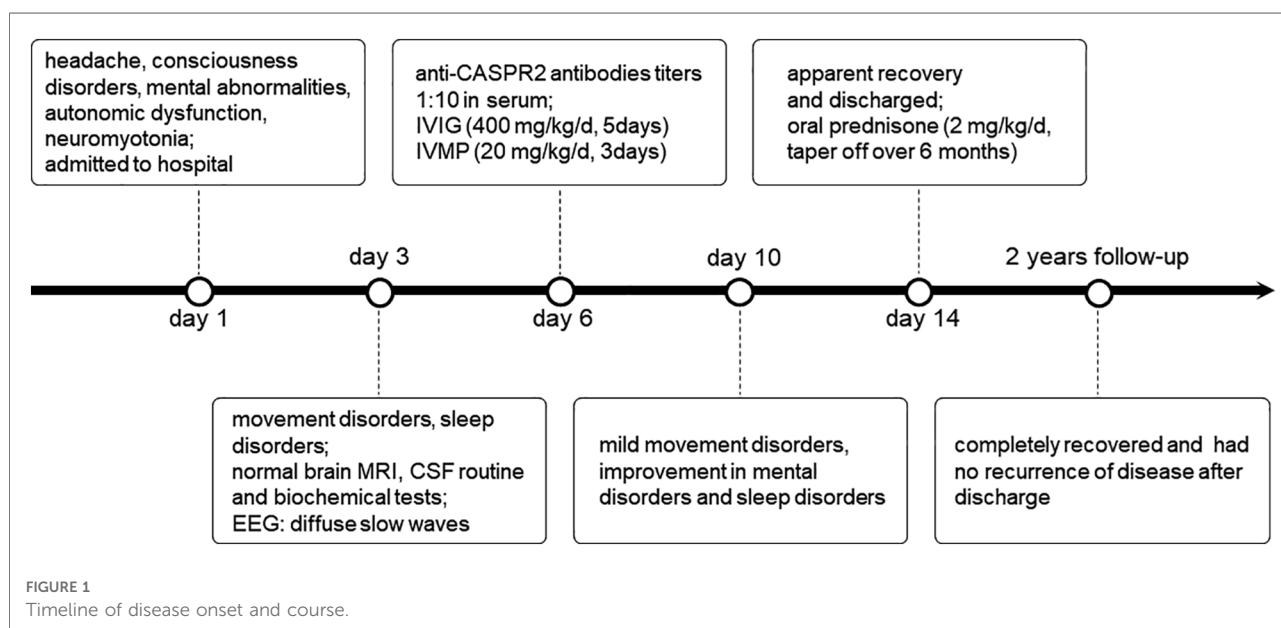 headache, consciousness
disorders, mental abnormalities,
autonomic dysfunction,
neuromyotonia;
admitted to hospital
anti-CASPR2 antibodies titers
1:10 in serum;
IVIG (400 mg/kg/d, 5days)
IVMP (20 mg/kg/d, 3days)
apparent recovery
and discharged;
oral prednisone (2 mg/kg/d,
taper off over 6 months)
day 3
day 10
2 years follow-up
day 1
day 6
day 14
movement disorders, sleep
disorders;
normal brain MRI, CSF routine
and biochemical tests;
EEG: diffuse slow waves
mild movement disorders,
improvement in mental
disorders and sleep disorders
completely recovered and had
no recurrence of disease after
discharge
FIGURE 1
Timeline of disease onset and course.